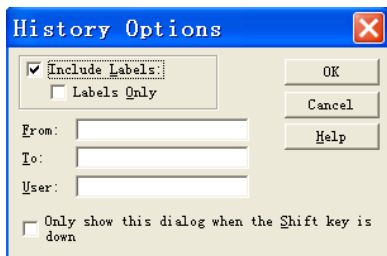 History Options
Include Labels:
Labels Only
OK
Cancel
Help
From:
To:
User:
Only show this dialog when the Shift key is
down